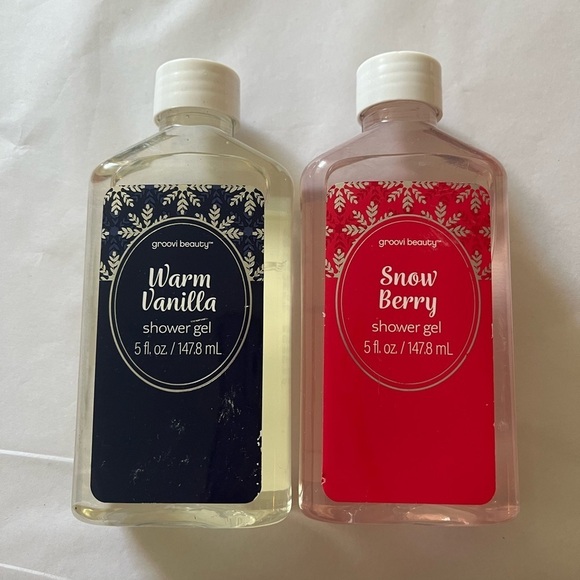 groovi beauty™
Warm
Vanilla
shower gel
5 fl. oz. / 147.8 mL
groovi beauty™
Snow
Berry
shower gel
5 fl. oz. / 147.8 mL